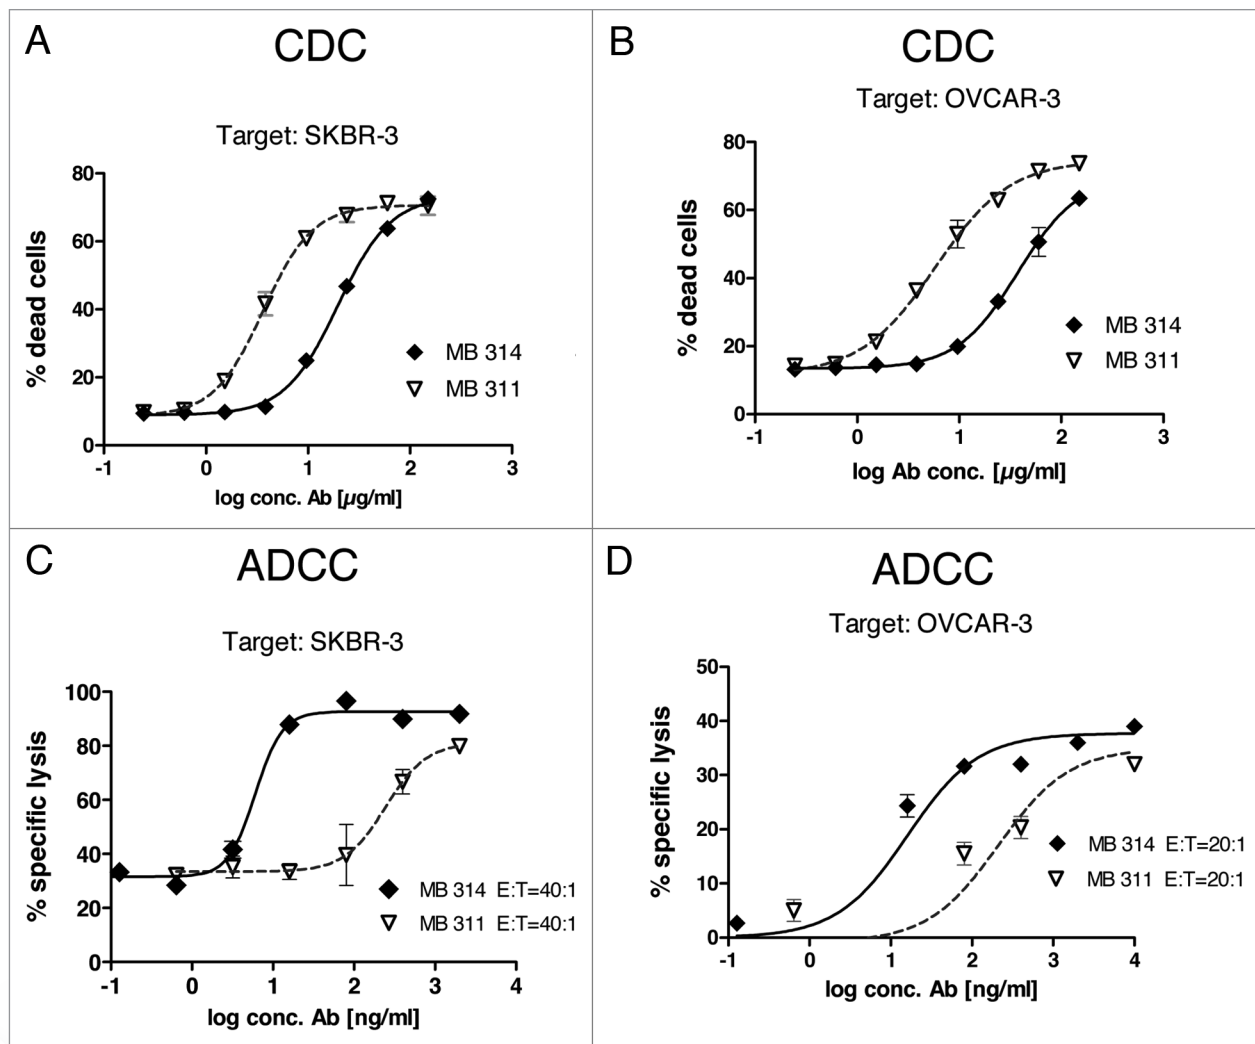 A
CDC
Target: SKBR-3
80
60
40
20
0
-1 0 1 2 3
% dead cells
log conc. Ab [µg/ml]
MB 314
MB 311
B
CDC
Target: OVCAR-3
80
60
40
20
0
-1 0 1 2 3
% dead cells
log Ab conc. [µg/ml]
MB 314
MB 311
C
ADCC
Target: SKBR-3
100
80
60
40
20
0
-1 0 1 2 3 4
% specific lysis
log conc. Ab [ng/ml]
MB 314 E:T=40:1
MB 311 E:T=40:1
D
ADCC
Target: OVCAR-3
50
40
30
20
10
0
-1 0 1 2 3 4
% specific lysis
log conc. Ab [ng/ml]
MB 314 E:T=20:1
MB 311 E:T=20:1